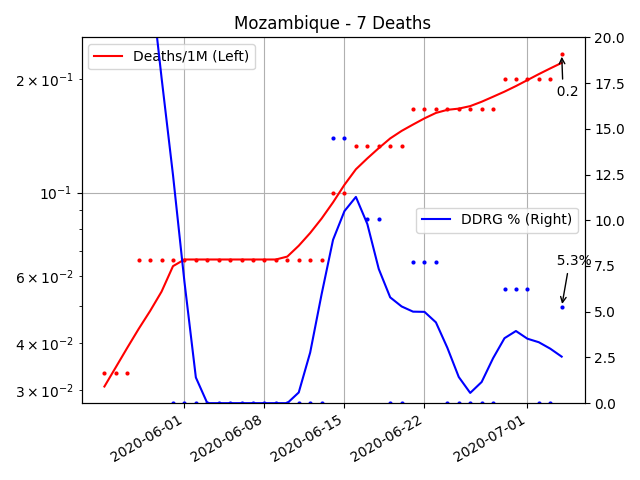 Mozambique - 7 Deaths
Deaths/1M (Left)
DDRG % (Right)
0.2
5.3%
2 × 10⁻¹
10⁻¹
6 × 10⁻²
4 × 10⁻²
3 × 10⁻²
20.0
17.5
15.0
12.5
10.0
7.5
5.0
2.5
0.0
2020-06-01
2020-06-08
2020-06-15
2020-06-22
2020-07-01